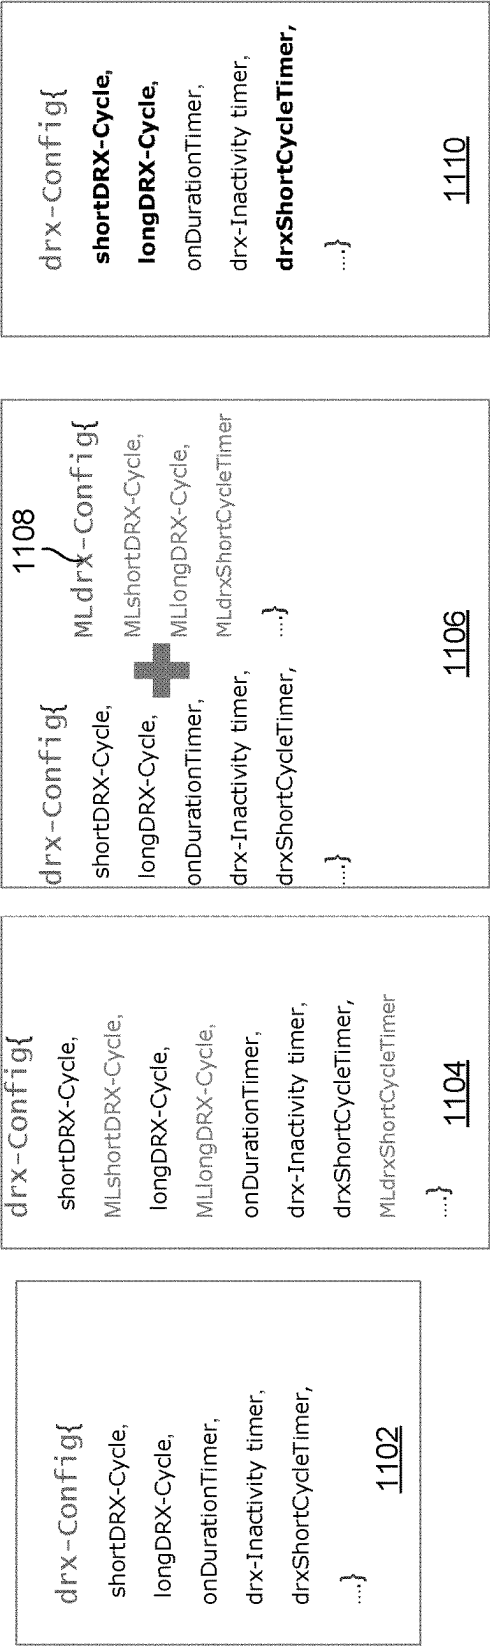 drx-Config{
shortDRX-Cycle,
longDRX-Cycle,
onDurationTimer,
drx-Inactivity timer,
drxShortCycleTimer,
....}
1102
drx-Config{
shortDRX-Cycle,
MLshortDRX-Cycle,
longDRX-Cycle,
MLlongDRX-Cycle,
onDurationTimer,
drx-Inactivity timer,
drxShortCycleTimer,
MLdrxShortCycleTimer
....}
1104
drx-Config{
shortDRX-Cycle,
longDRX-Cycle,
onDurationTimer,
drx-Inactivity timer,
drxShortCycleTimer,
....}
1108
MLdrx-Config{
MLshortDRX-Cycle,
MLlongDRX-Cycle,
MLdrxShortCycleTimer
....}
1106
drx-Config{
shortDRX-Cycle,
longDRX-Cycle,
onDurationTimer,
drx-Inactivity timer,
drxShortCycleTimer,
....}
1110